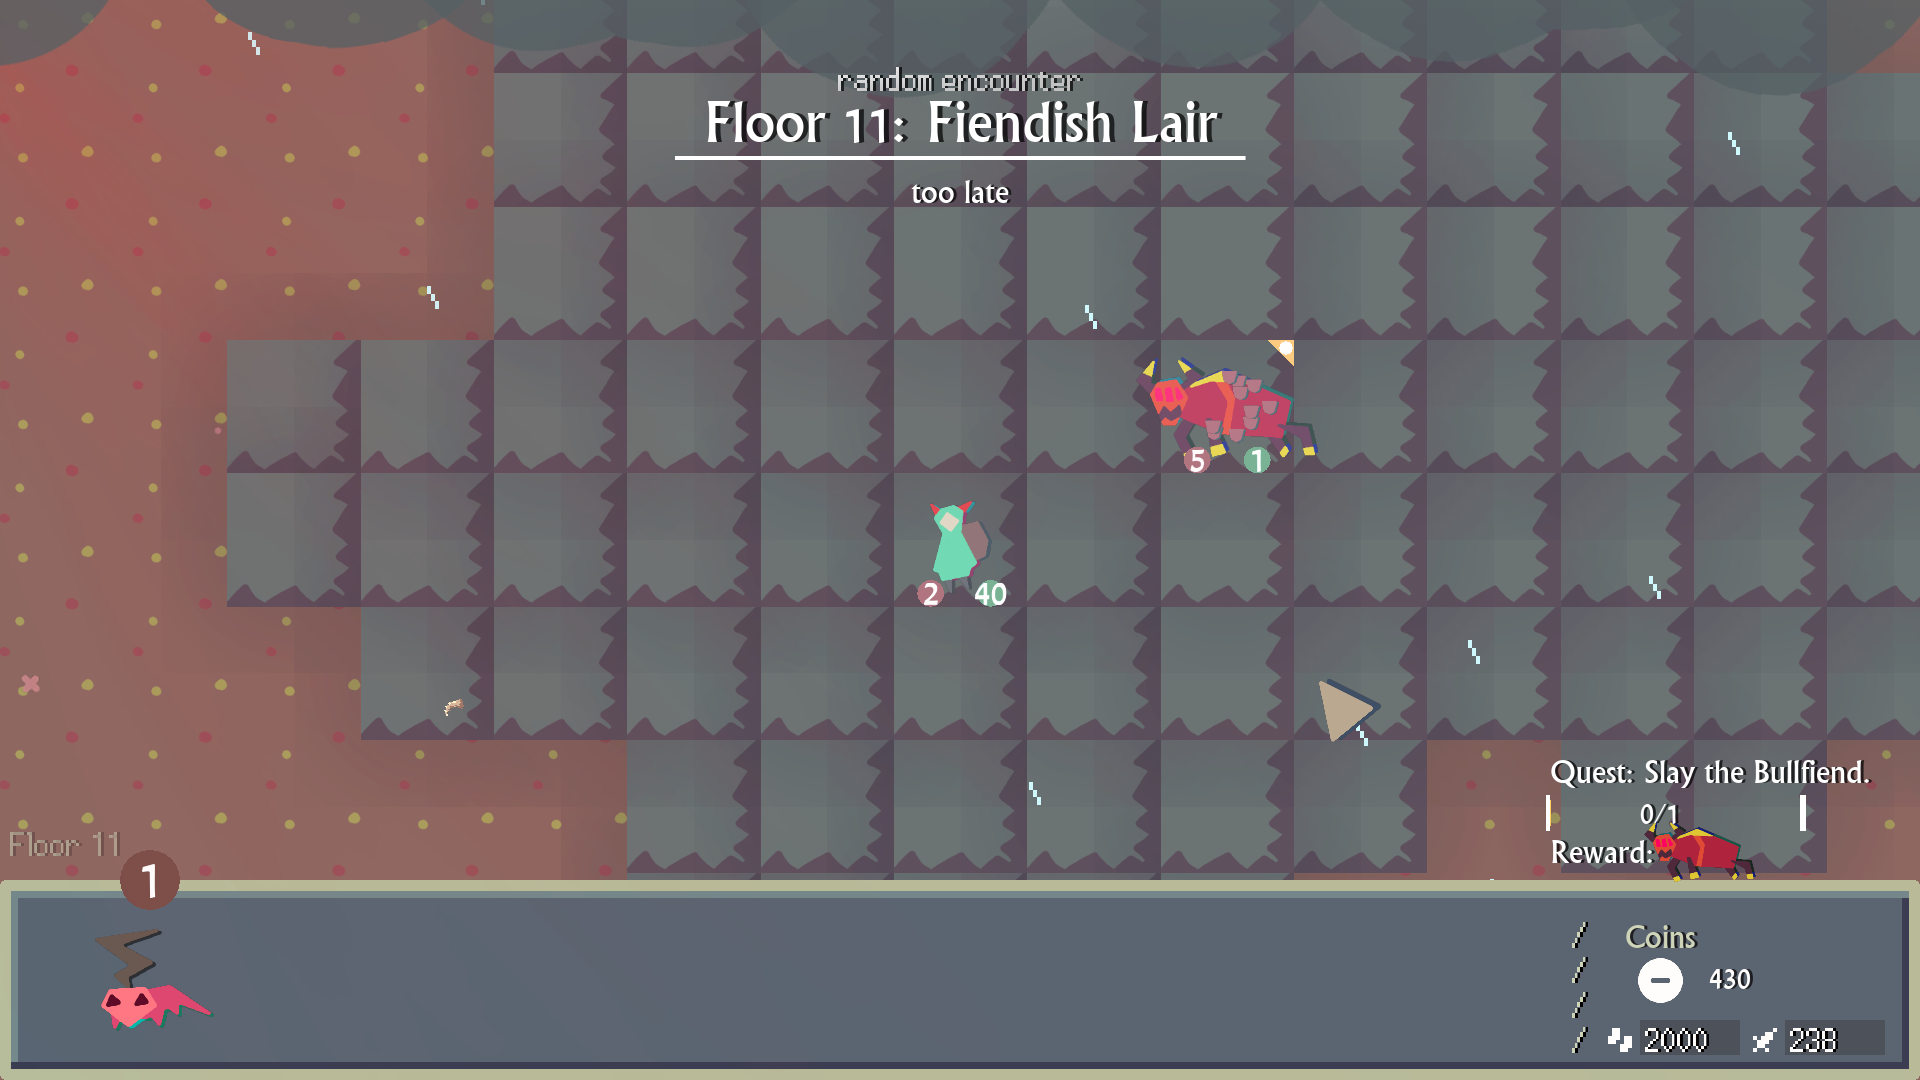 random encounter
Floor 11: Fiendish Lair
too late
5 1
2 40
Quest: Slay the Bullfiend.
0/1
Reward:
Floor 11
1
Coins
430
2000 238